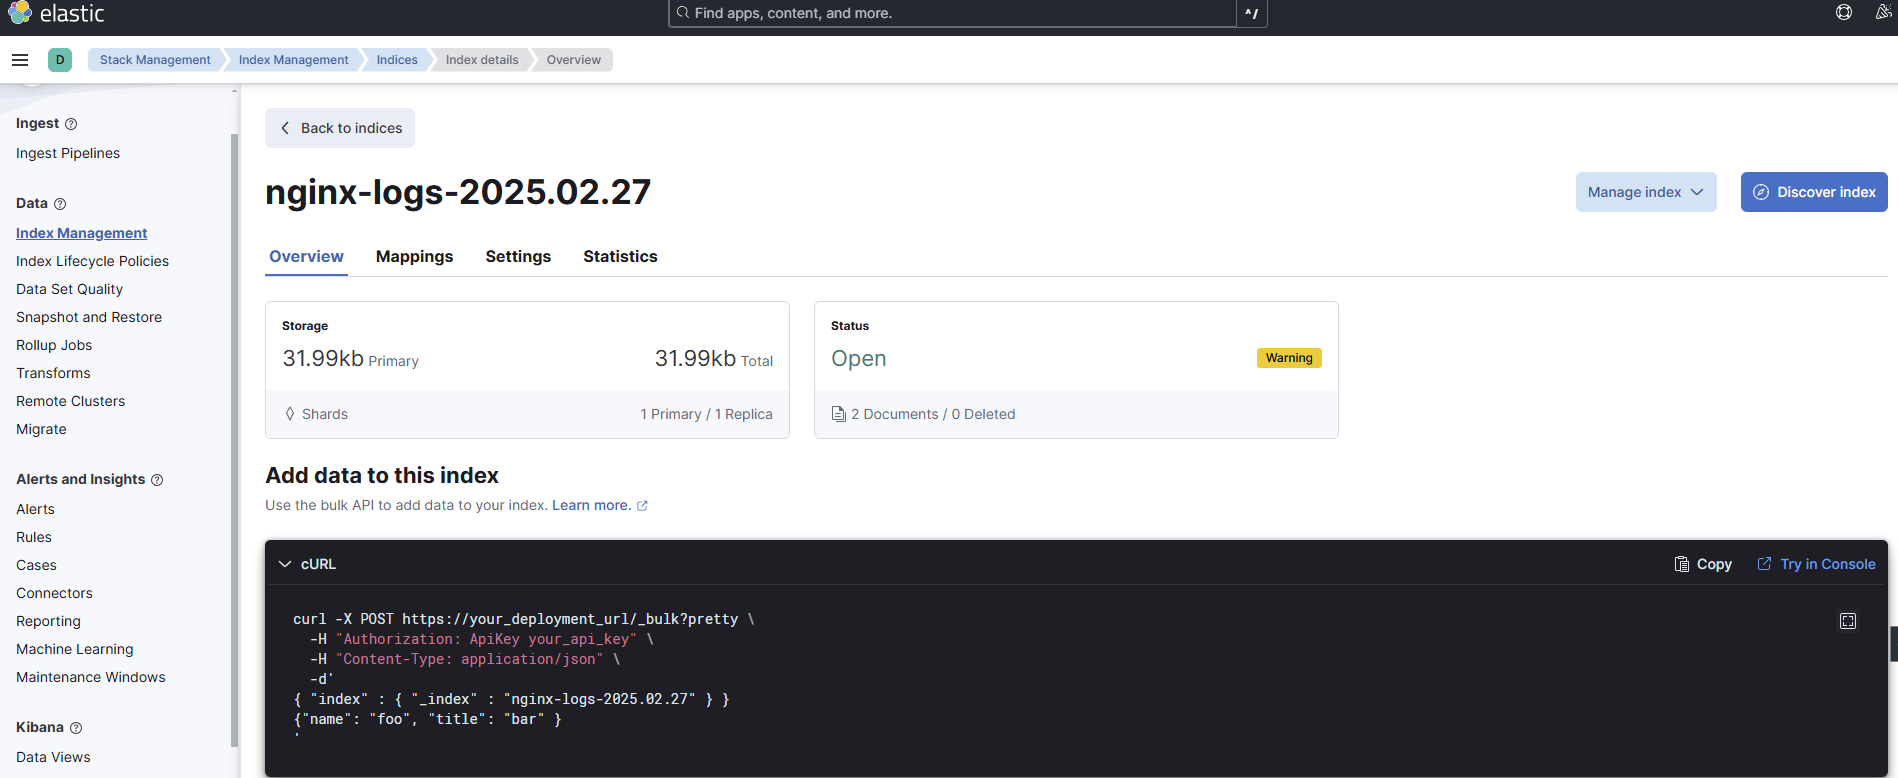 elastic
Find apps, content, and more.
^/
D
Stack Management
Index Management
Indices
Index details
Overview
Ingest
Ingest Pipelines
Data
Index Management
Index Lifecycle Policies
Data Set Quality
Snapshot and Restore
Rollup Jobs
Transforms
Remote Clusters
Migrate
Alerts and Insights
Alerts
Rules
Cases
Connectors
Reporting
Machine Learning
Maintenance Windows
Kibana
Data Views
Back to indices
nginx-logs-2025.02.27
Manage index
Discover index
Overview
Mappings
Settings
Statistics
Storage
31.99kb Primary
31.99kb Total
Shards
1 Primary / 1 Replica
Status
Open
Warning
2 Documents / 0 Deleted
Add data to this index
Use the bulk API to add data to your index. Learn more.
cURL
Copy
Try in Console
curl -X POST https://your_deployment_url/_bulk?pretty \
-H "Authorization: ApiKey your_api_key" \
-H "Content-Type: application/json" \
-d'
{ "index" : { "_index" : "nginx-logs-2025.02.27" } }
{"name": "foo", "title": "bar" }
'